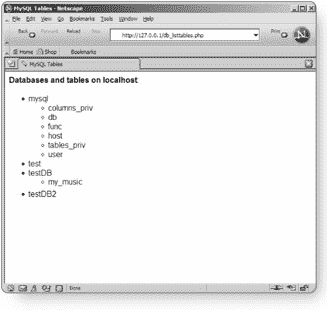 MySQL Tables - Netscape
File Edit View Go Bookmarks Tools Window Help
Back Forward Reload Stop http://127.0.0.1/db_listtables.php Print N
Home Shop Bookmarks
MySQL Tables
Databases and tables on localhost
mysql
columns_priv
db
func
host
tables_priv
user
test
testDB
my_music
testDB2
Done